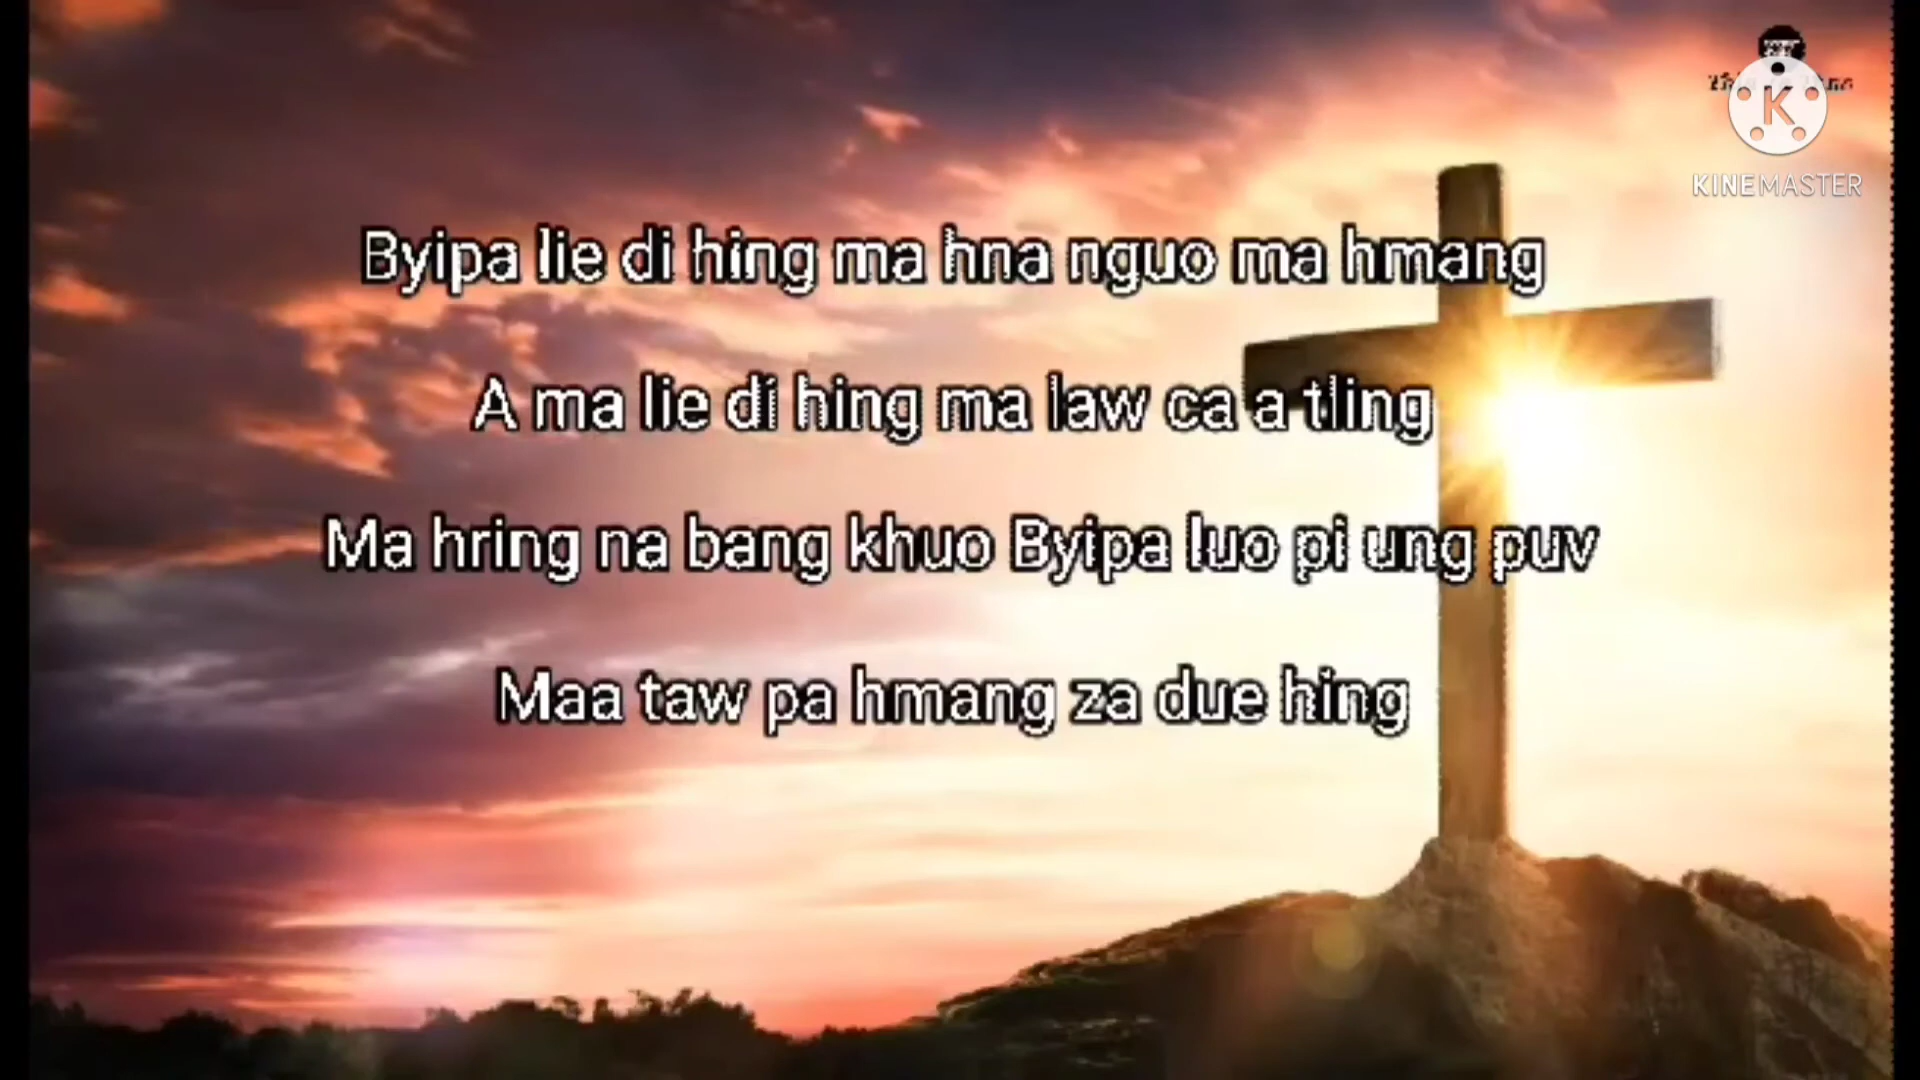 KINEMASTER
Byipa lie di hing ma hna nguo ma hmang
A ma lie di hing ma law ca a tling
Ma hring na bang khuo Byipa luo pi ung puv
Maa taw pa hmang za due hing